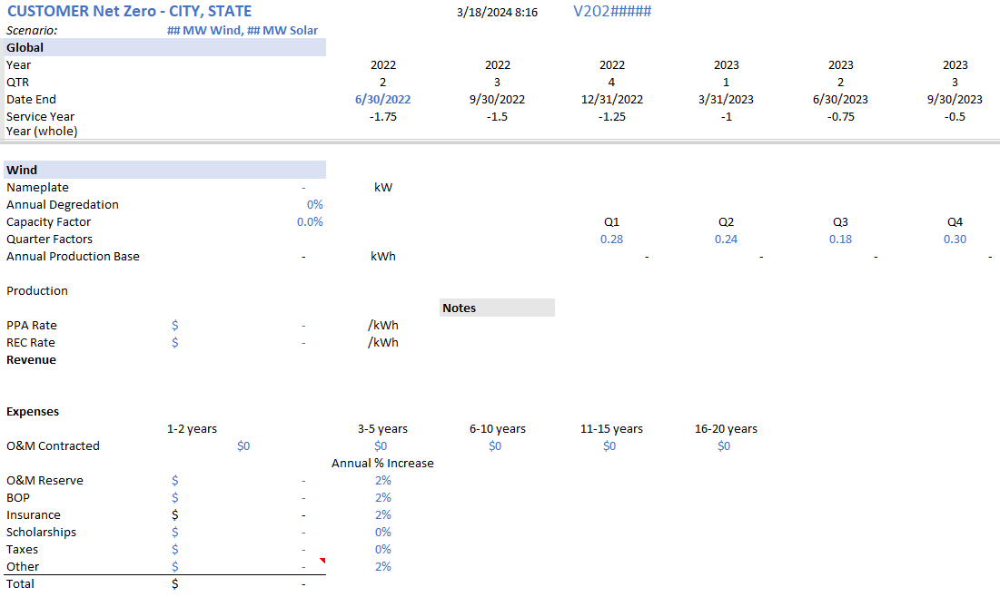 CUSTOMER Net Zero - CITY, STATE 3/18/2024 8:16 V202#####
Scenario: ## MW Wind, ## MW Solar
Global
Year 2022 2022 2022 2023 2023 2023
QTR 2 3 4 1 2 3
Date End 6/30/2022 9/30/2022 12/31/2022 3/31/2023 6/30/2023 9/30/2023
Service Year -1.75 -1.5 -1.25 -1 -0.75 -0.5
Year (whole)
Wind
Nameplate - kW
Annual Degredation 0%
Capacity Factor 0.0% Q1 Q2 Q3 Q4
Quarter Factors 0.28 0.24 0.18 0.30
Annual Production Base - kWh - - - -
Production
Notes
PPA Rate $ - /kWh
REC Rate $ - /kWh
Revenue
Expenses
1-2 years 3-5 years 6-10 years 11-15 years 16-20 years
O&M Contracted $0 $0 $0 $0 $0
Annual % Increase
O&M Reserve $ - 2%
BOP $ - 2%
Insurance $ - 2%
Scholarships $ - 0%
Taxes $ - 0%
Other $ - 2%
Total $ -